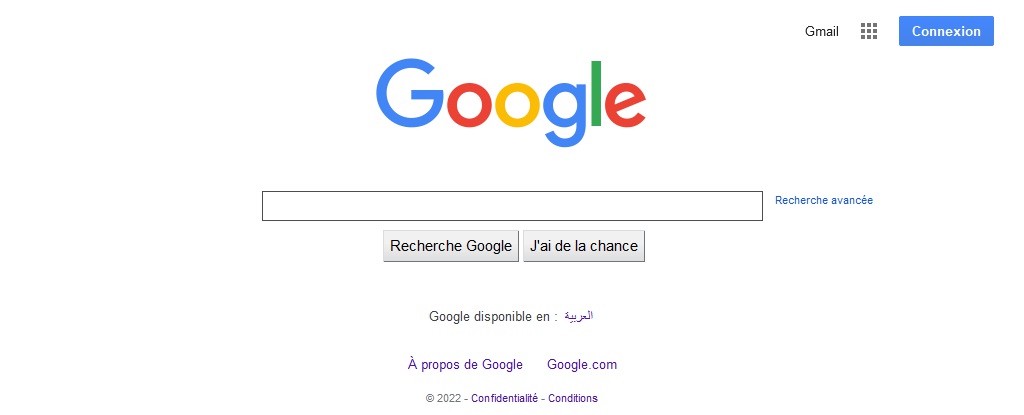 Gmail Connexion
Google
Recherche avancée
Recherche Google J'ai de la chance
Google disponible en : العربية
À propos de Google Google.com
© 2022 - Confidentialité - Conditions